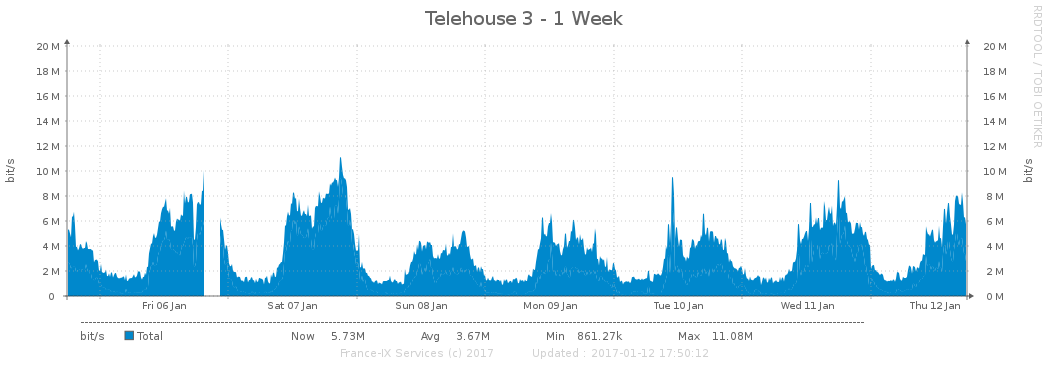 Telehouse 3 - 1 Week
RRDTOOL / TOBI OETIKER
bit/s
bit/s
20 M 20 M
18 M 18 M
16 M 16 M
14 M 14 M
12 M 12 M
10 M 10 M
8 M 8 M
6 M 6 M
4 M 4 M
2 M 2 M
0 0 M
Fri 06 Jan Sat 07 Jan Sun 08 Jan Mon 09 Jan Tue 10 Jan Wed 11 Jan Thu 12 Jan
bit/s Total Now 5.73M Avg 3.67M Min 861.27k Max 11.08M
France-IX Services (c) 2017 Updated : 2017-01-12 17:50:12